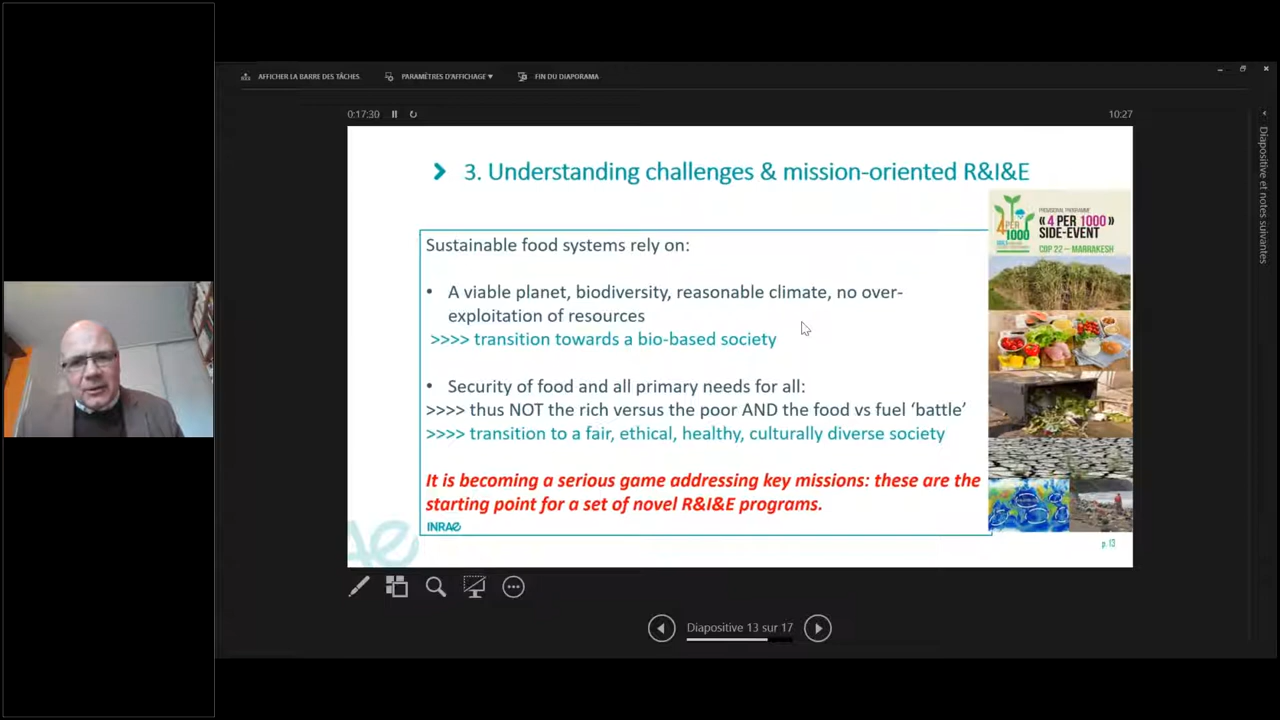 AFFICHER LA BARRE DES TÂCHES
PARAMÈTRES D'AFFICHAGE ▼
FIN DU DIAPORAMA
0:17:30
10:27
3. Understanding challenges & mission-oriented R&I&E
PROVISIONAL PROGRAMME
« 4 PER 1000 »
SIDE-EVENT
COP 22 – MARRAKESH
4 PER
1000
Sustainable food systems rely on:
• A viable planet, biodiversity, reasonable climate, no over-
exploitation of resources
>>>> transition towards a bio-based society
• Security of food and all primary needs for all:
>>>> thus NOT the rich versus the poor AND the food vs fuel ‘battle’
>>>> transition to a fair, ethical, healthy, culturally diverse society
It is becoming a serious game addressing key missions: these are the
starting point for a set of novel R&I&E programs.
INRAE
p. 13
Diapositive 13 sur 17
Diapositive et notes suivantes